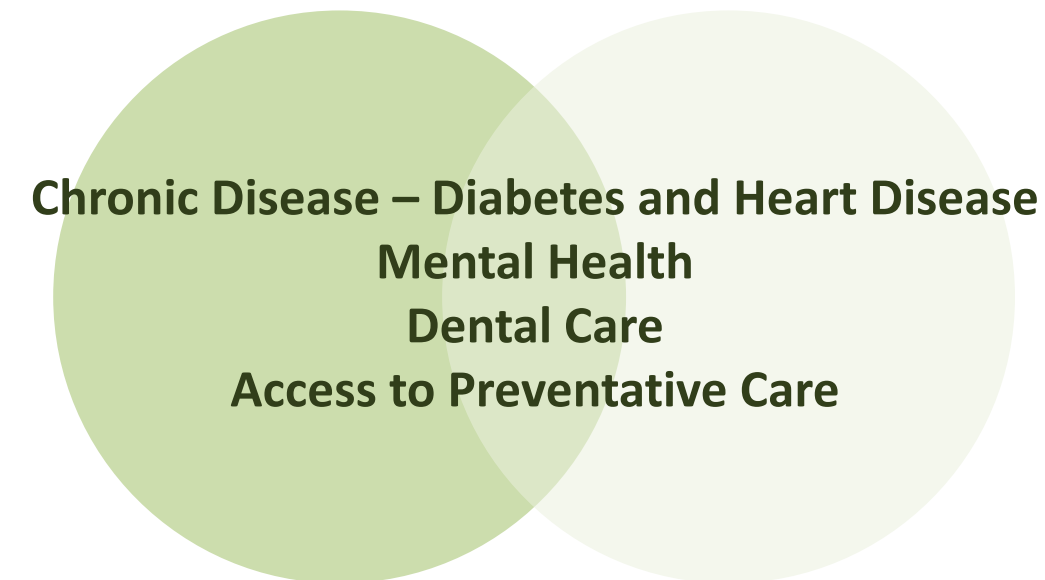 Chronic Disease – Diabetes and Heart Disease
Mental Health
Dental Care
Access to Preventative Care